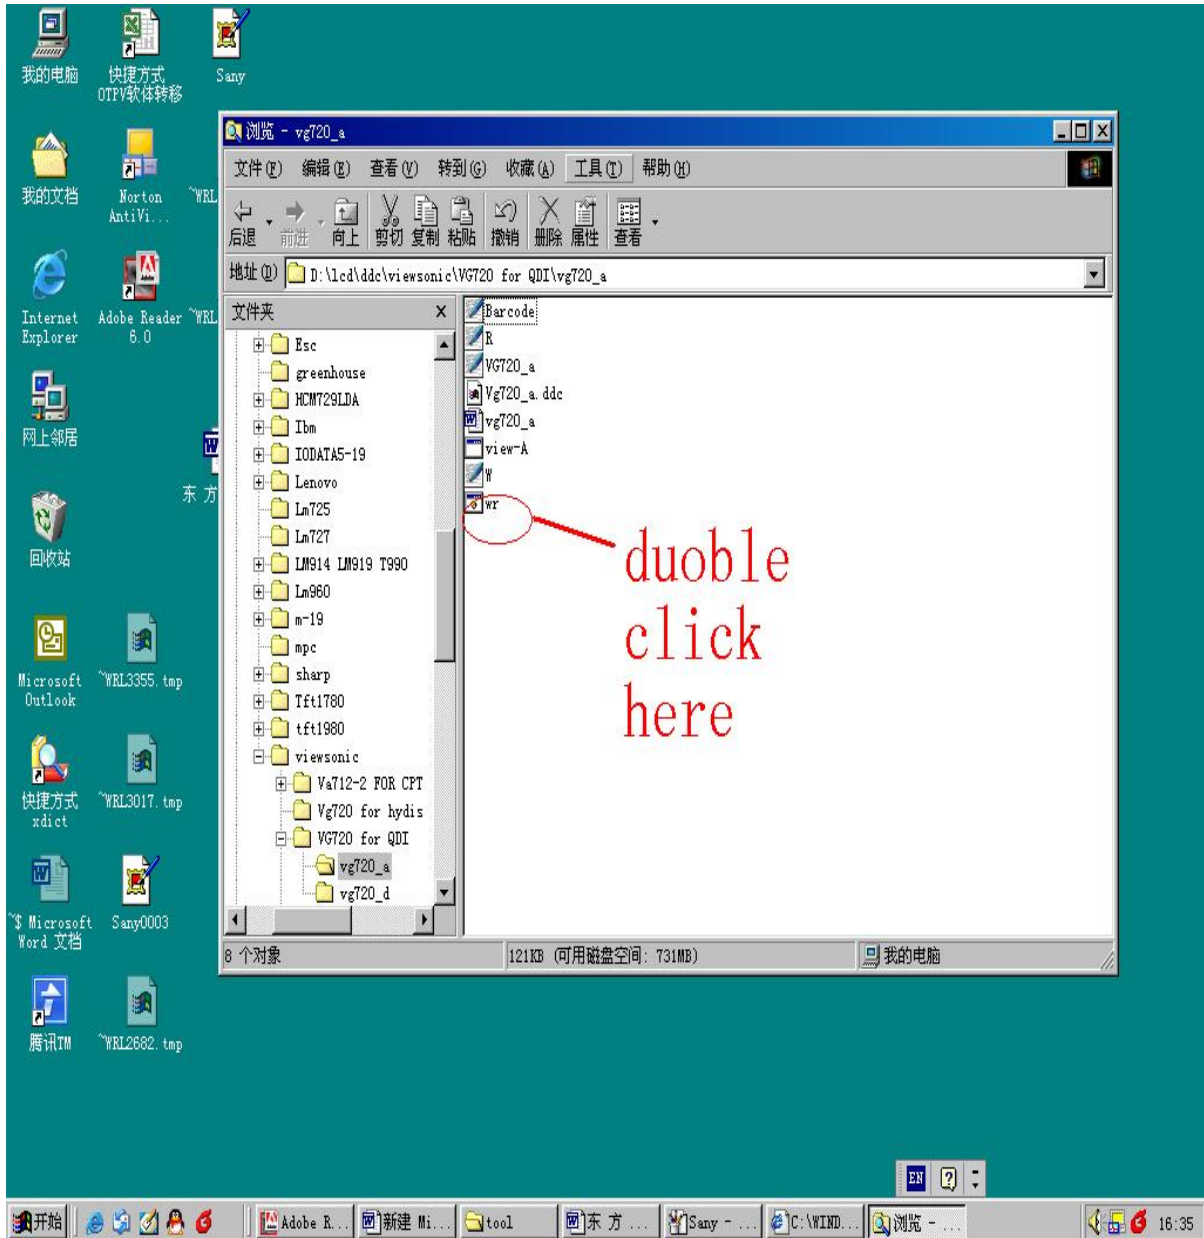 我的电脑
快捷方式
OTPV软体转移
Sany
浏览 - vg720_a
文件(F) 编辑(E) 查看(V) 转到(G) 收藏(A) 工具(T) 帮助(H)
我的文档
Norton
AntiVi...
~WRL
后退 前进 向上 剪切 复制 粘贴 撤销 删除 属性 查看
地址(D) D:\lcd\ddc\viewsonic\VG720 for QDI\vg720_a
Internet
Explorer
Adobe Reader
6.0
~WRL
文件夹
Esc
greenhouse
HCM729LDA
Ibm
IODATA5-19
Lenovo
Lm725
Lm727
LM914 LM919 T990
Lm960
m-19
mpc
sharp
Tft1780
tft1980
viewsonic
Va712-2 FOR CPT
Vg720 for hydis
VG720 for QDI
vg720_a
vg720_d
Barcode
R
VG720_a
Vg720_a.ddc
vg720_a
view-A
W
wr
duoble
click
here
网上邻居
东 方
回收站
Microsoft
Outlook
~WRL3355.tmp
快捷方式
xdict
~WRL3017.tmp
~$ Microsoft
Word 文档
Sany0003
8 个对象
121KB (可用磁盘空间: 731MB)
我的电脑
腾讯TM
~WRL2682.tmp
EN
开始 Adobe R... 新建 Mi... tool 东 方 ... Sany - ... C:\WIND... 浏览 - ... 16:35